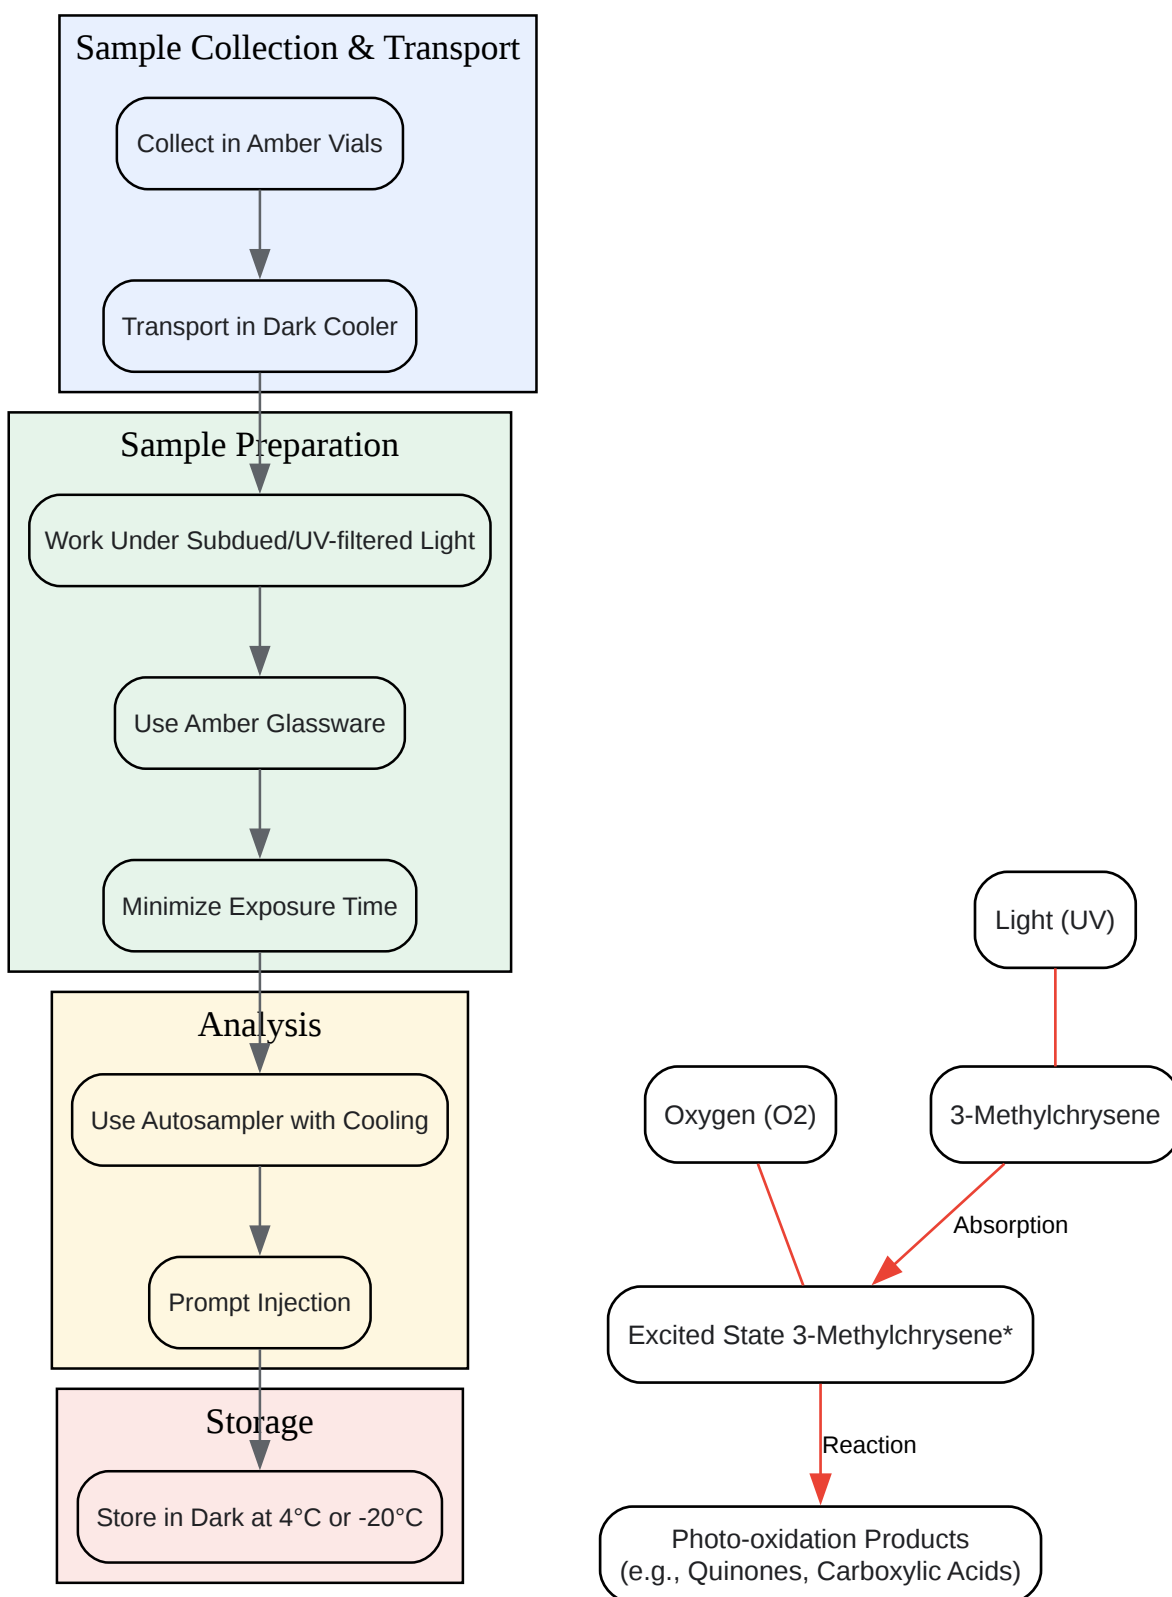 Sample Collection & Transport
Collect in Amber Vials
Transport in Dark Cooler
Sample Preparation
Work Under Subdued/UV-filtered Light
Use Amber Glassware
Minimize Exposure Time
Analysis
Use Autosampler with Cooling
Prompt Injection
Storage
Store in Dark at 4°C or -20°C
Light (UV)
Oxygen (O2)
3-Methylchrysene
Absorption
Excited State 3-Methylchrysene*
Reaction
Photo-oxidation Products
(e.g., Quinones, Carboxylic Acids)